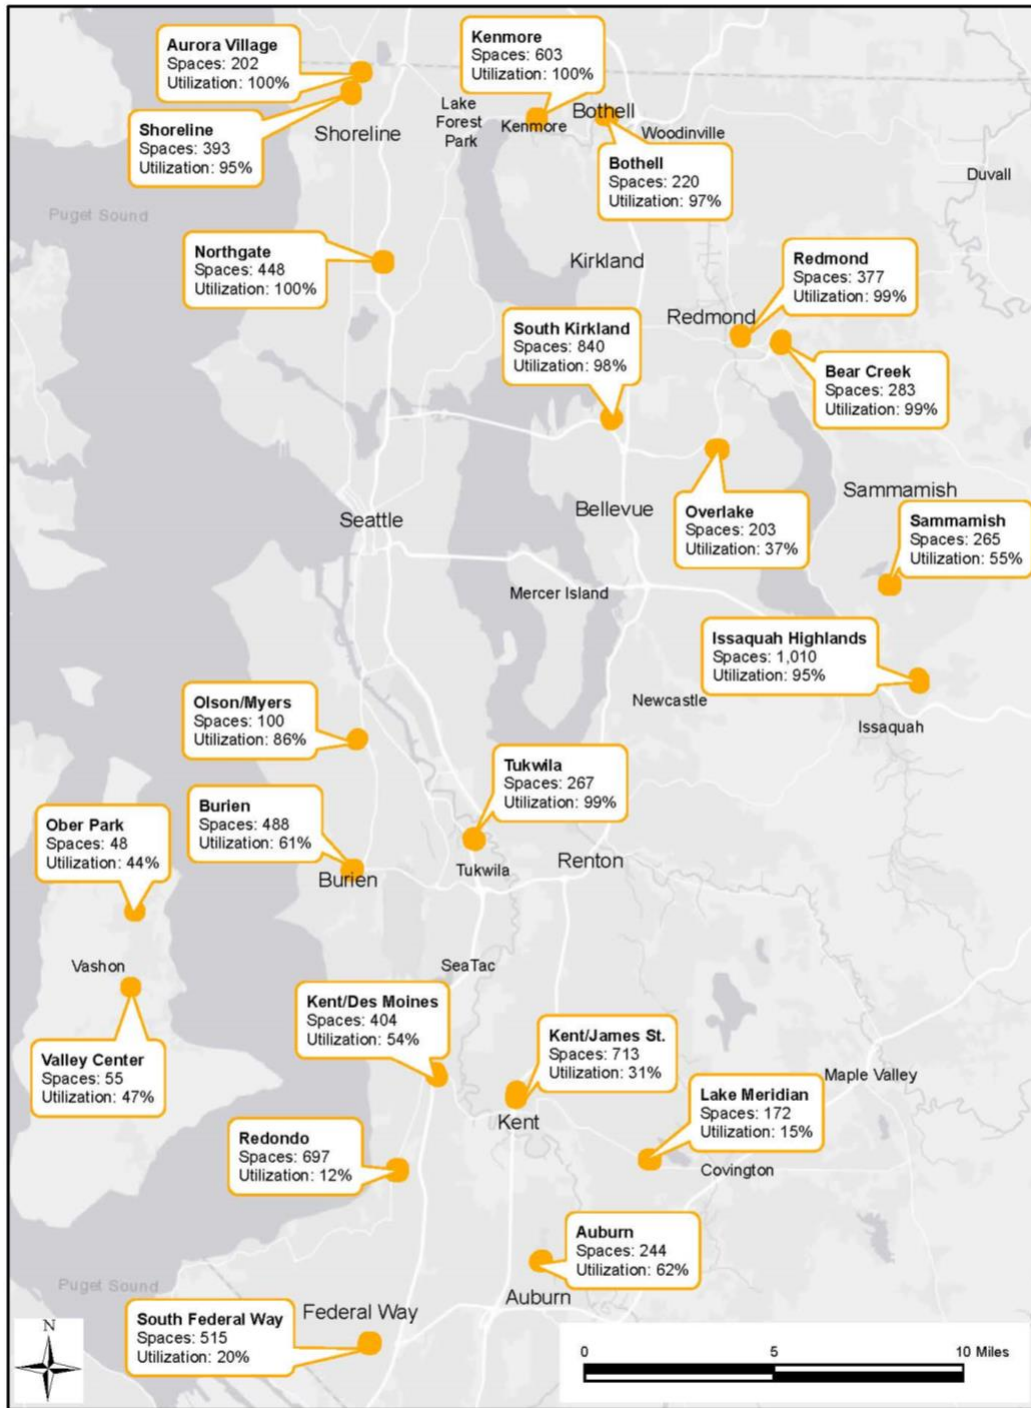 Aurora Village
Spaces: 202
Utilization: 100%
Kenmore
Spaces: 603
Utilization: 100%
Shoreline
Spaces: 393
Utilization: 95%
Shoreline
Lake
Forest
Park
Kenmore
Bothell
Woodinville
Bothell
Spaces: 220
Utilization: 97%
Duvall
Puget Sound
Northgate
Spaces: 448
Utilization: 100%
Kirkland
Redmond
Spaces: 377
Utilization: 99%
Redmond
South Kirkland
Spaces: 840
Utilization: 98%
Bear Creek
Spaces: 283
Utilization: 99%
Seattle
Bellevue
Overlake
Spaces: 203
Utilization: 37%
Sammamish
Sammamish
Spaces: 265
Utilization: 55%
Mercer Island
Issaquah Highlands
Spaces: 1,010
Utilization: 95%
Newcastle
Issaquah
Olson/Myers
Spaces: 100
Utilization: 86%
Tukwila
Spaces: 267
Utilization: 99%
Burien
Spaces: 488
Utilization: 61%
Ober Park
Spaces: 48
Utilization: 44%
Burien
Tukwila
Renton
Vashon
SeaTac
Kent/Des Moines
Spaces: 404
Utilization: 54%
Kent/James St.
Spaces: 713
Utilization: 31%
Valley Center
Spaces: 55
Utilization: 47%
Maple Valley
Lake Meridian
Spaces: 172
Utilization: 15%
Kent
Redondo
Spaces: 697
Utilization: 12%
Covington
Auburn
Spaces: 244
Utilization: 62%
Puget Sound
Auburn
South Federal Way
Spaces: 515
Utilization: 20%
Federal Way
N
0 5 10 Miles